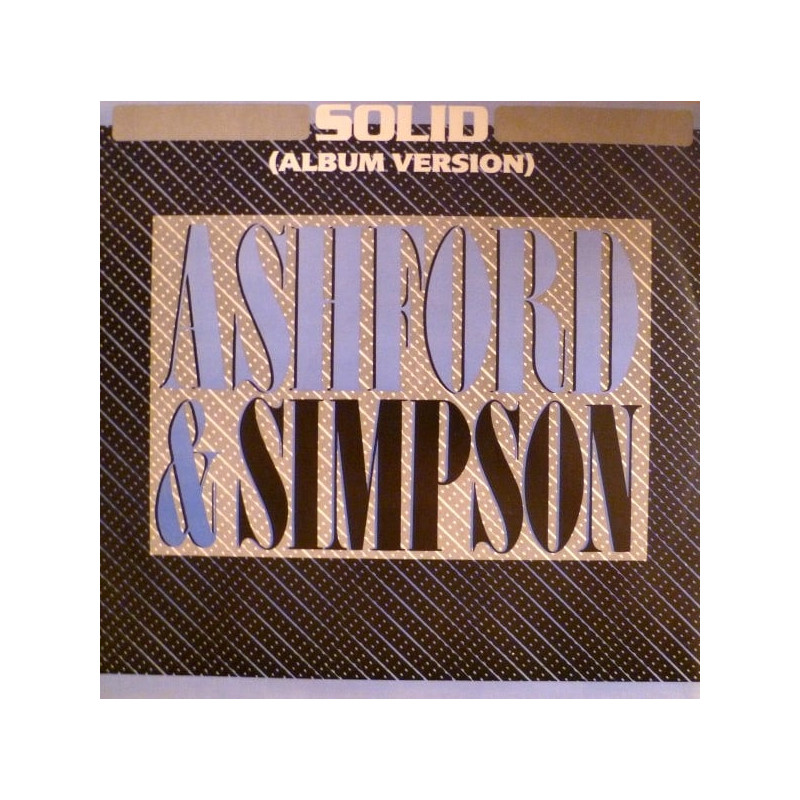 SOLID
(ALBUM VERSION)
ASHFORD
& SIMPSON